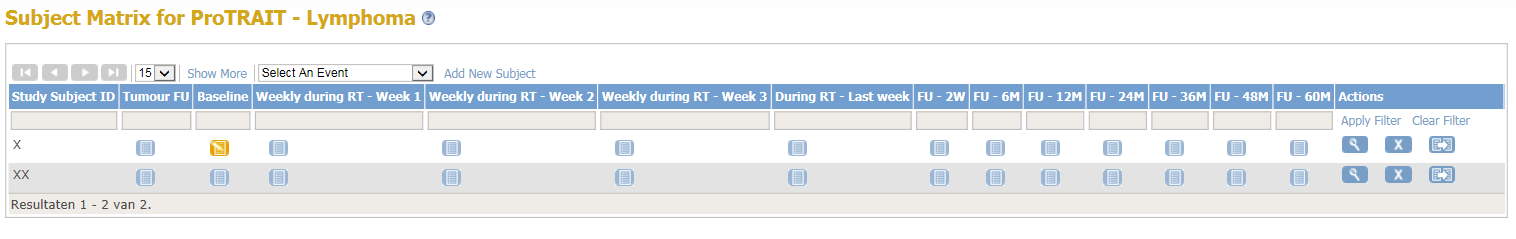 Subject Matrix for ProTRAIT - Lymphoma ?
15 Show More Select An Event Add New Subject
Study Subject ID Tumour FU Baseline Weekly during RT - Week 1 Weekly during RT - Week 2 Weekly during RT - Week 3 During RT - Last week FU - 2W FU - 6M FU - 12M FU - 24M FU - 36M FU - 48M FU - 60M Actions
Apply Filter Clear Filter
X X
XX X
Resultaten 1 - 2 van 2.